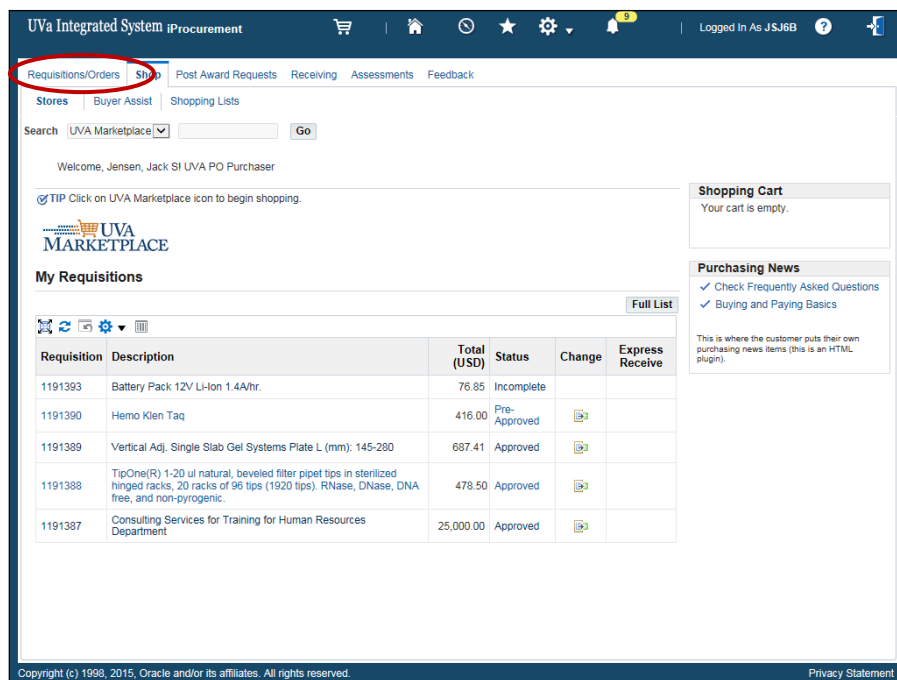 UVa Integrated System iProcurement
9
Logged In As JSJ6B
?
Requisitions/Orders Shop Post Award Requests Receiving Assessments Feedback
Stores Buyer Assist Shopping Lists
Search UVA Marketplace Go
Welcome, Jensen, Jack S! UVA PO Purchaser
TIP Click on UVA Marketplace icon to begin shopping.
UVA
MARKETPLACE
My Requisitions
Full List
Requisition Description Total (USD) Status Change Express Receive
1191393 Battery Pack 12V Li-Ion 1.4A/hr. 76.85 Incomplete
1191390 Hemo Klen Taq 416.00 Pre-Approved
1191389 Vertical Adj. Single Slab Gel Systems Plate L (mm): 145-280 687.41 Approved
TipOne(R) 1-20 ul natural, beveled filter pipet tips in sterilized
1191388 hinged racks, 20 racks of 96 tips (1920 tips). RNase, DNase, DNA 478.50 Approved
free, and non-pyrogenic.
1191387 Consulting Services for Training for Human Resources 25,000.00 Approved
Department
Shopping Cart
Your cart is empty.
Purchasing News
Check Frequently Asked Questions
Buying and Paying Basics
This is where the customer puts their own
purchasing news items (this is an HTML
plugin).
Copyright (c) 1998, 2015, Oracle and/or its affiliates. All rights reserved. Privacy Statement